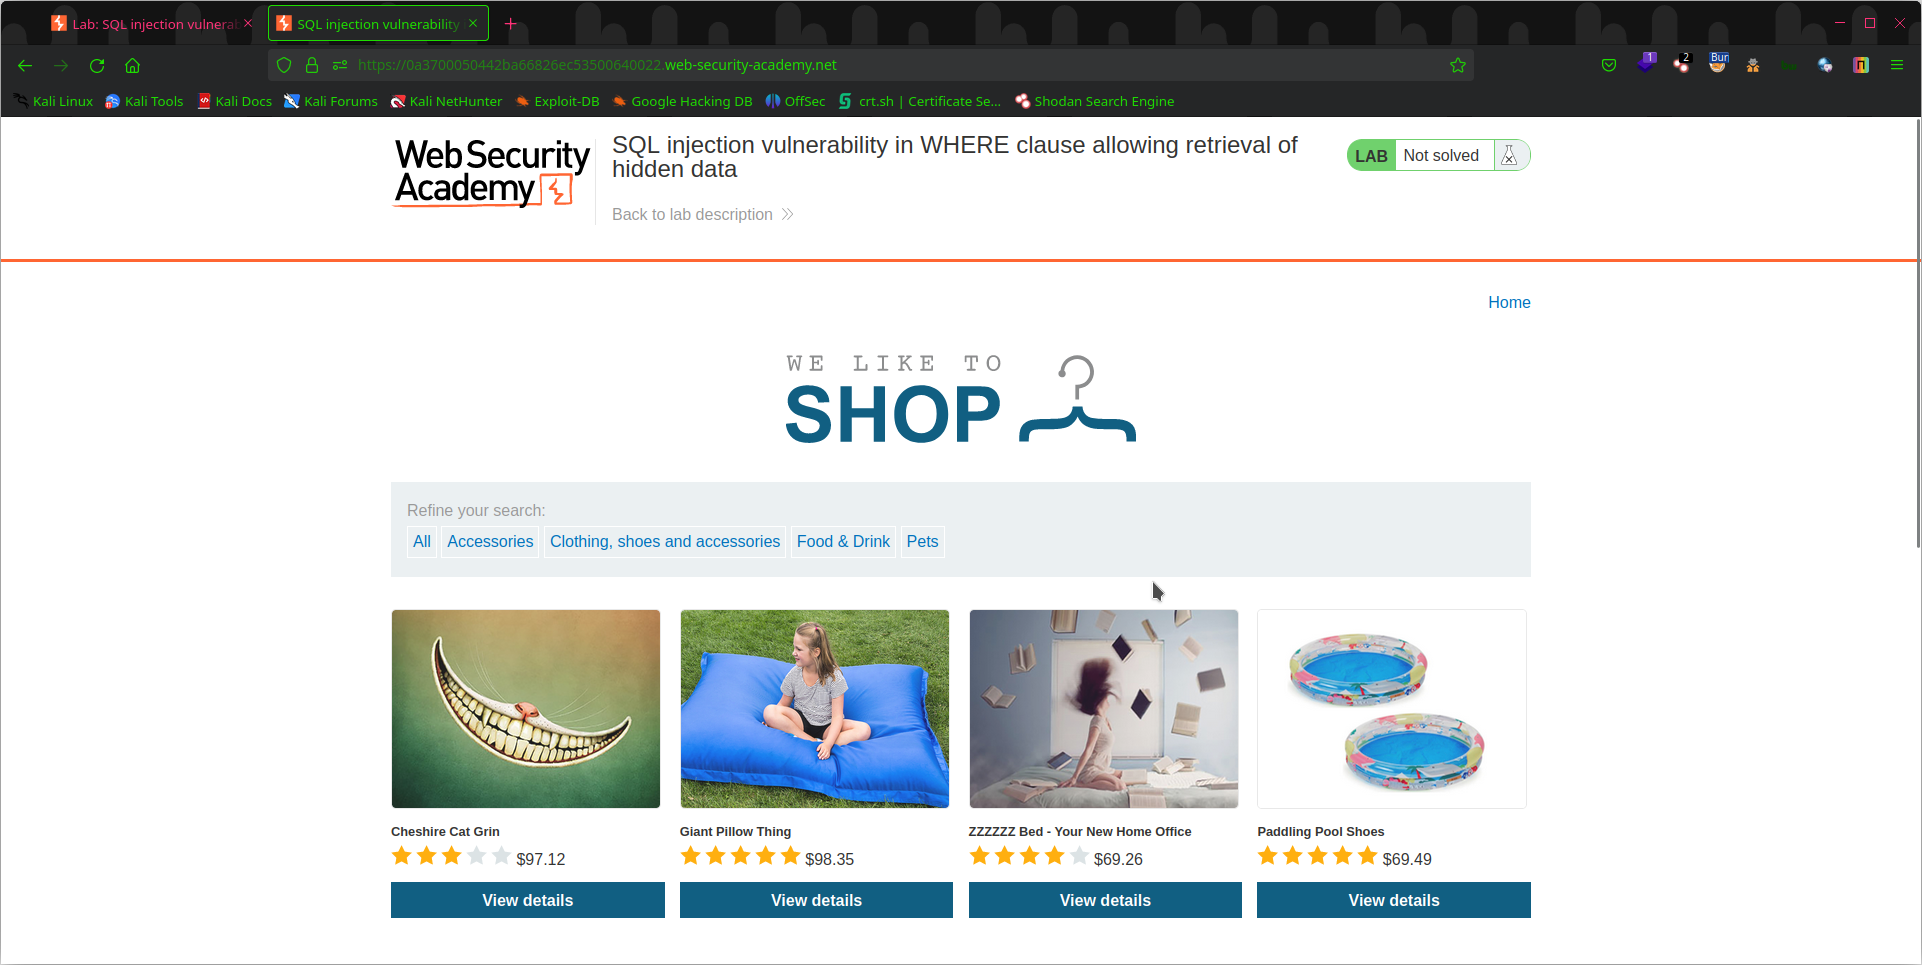 Lab: SQL injection vulnerab
SQL injection vulnerability
https://0a3700050442ba66826ec53500640022.web-security-academy.net
1
2
Bur
Kali Linux
Kali Tools
Kali Docs
Kali Forums
Kali NetHunter
Exploit-DB
Google Hacking DB
OffSec
crt.sh | Certificate Se...
Shodan Search Engine
Web Security
Academy
SQL injection vulnerability in WHERE clause allowing retrieval of
hidden data
Back to lab description
LAB
Not solved
Home
WE LIKE TO
SHOP
Refine your search:
All
Accessories
Clothing, shoes and accessories
Food & Drink
Pets
Cheshire Cat Grin
$97.12
View details
Giant Pillow Thing
$98.35
View details
ZZZZZZ Bed - Your New Home Office
$69.26
View details
Paddling Pool Shoes
$69.49
View details